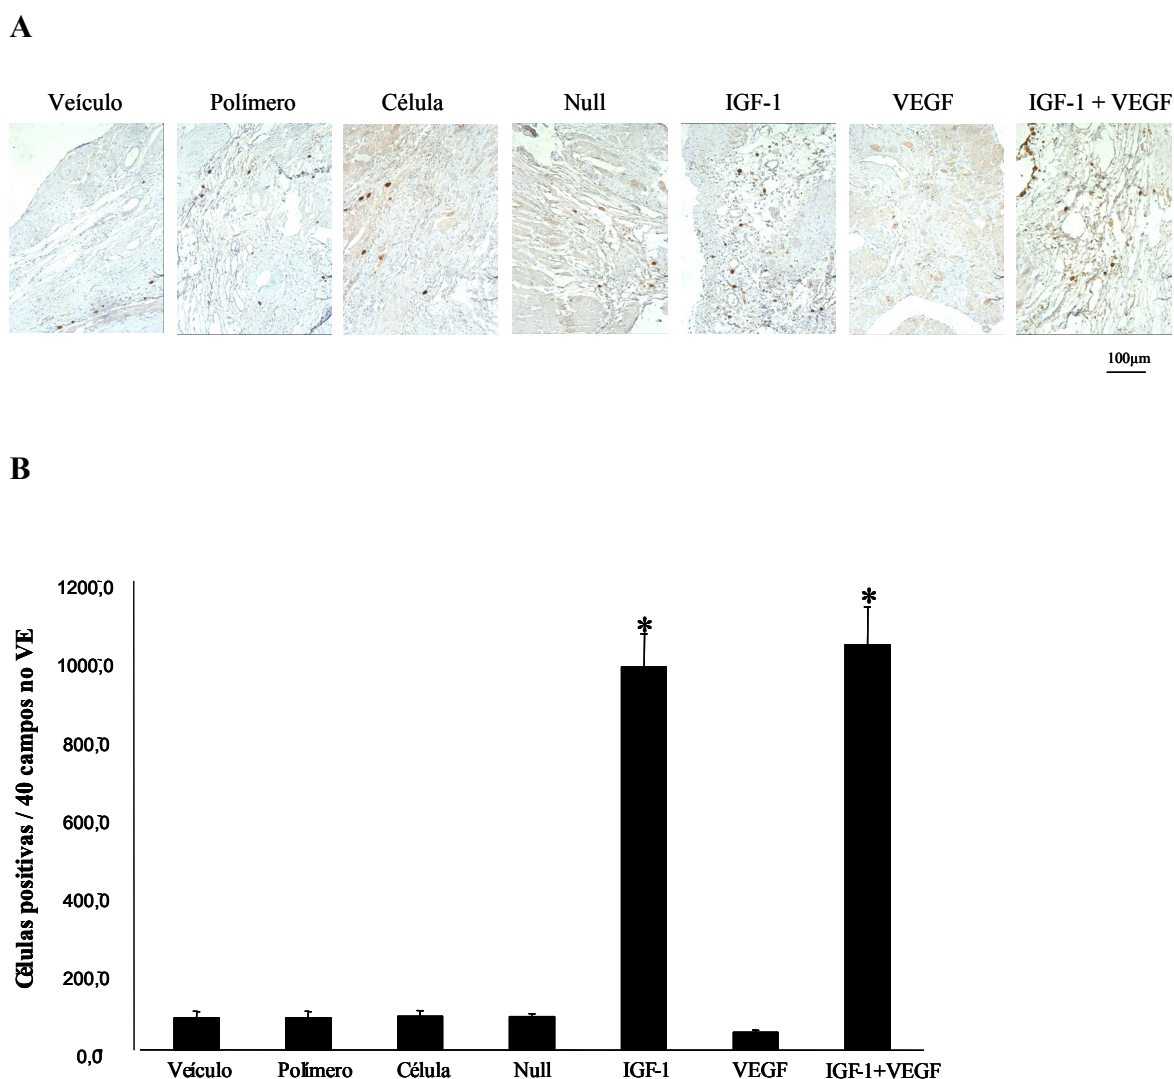 A
Veículo Polímero Célula Null IGF-1 VEGF IGF-1 + VEGF
100µm
B
Células positivas / 40 campos no VE
1200,0
1000,0
800,0
600,0
400,0
200,0
0,0
*
*
Veículo Polímero Célula Null IGF-1 VEGF IGF-1+VEGF